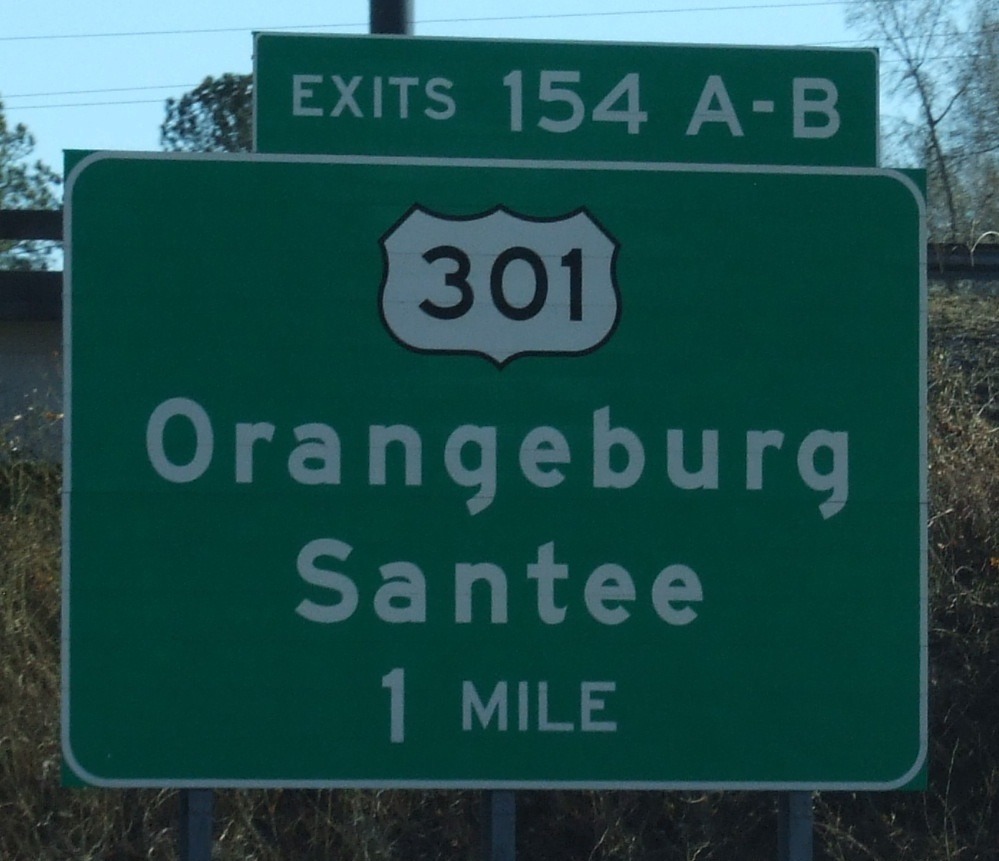 EXITS 154 A-B
301
Orangeburg
Santee
1 MILE